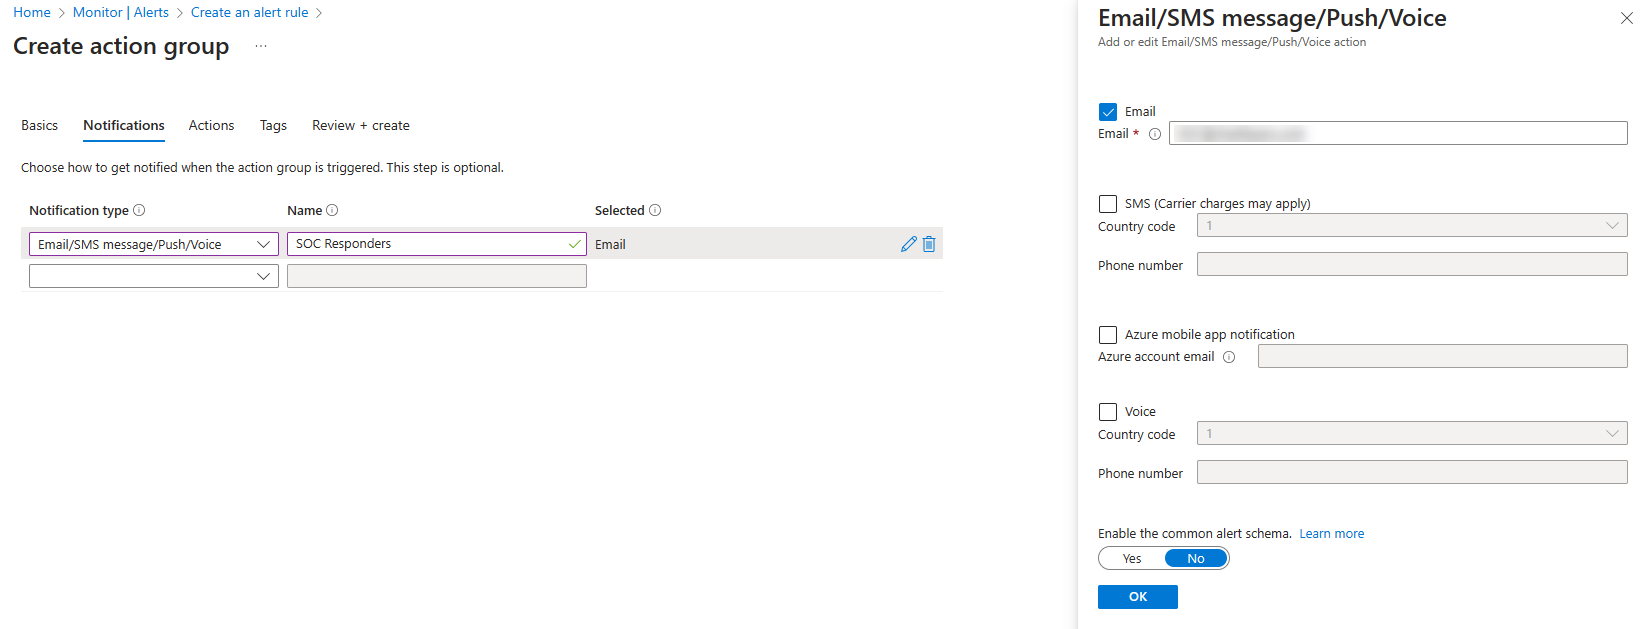 Home > Monitor | Alerts > Create an alert rule >
Create action group ...
Basics Notifications Actions Tags Review + create
Choose how to get notified when the action group is triggered. This step is optional.
Notification type Name Selected
Email/SMS message/Push/Voice SOC Responders Email
Email/SMS message/Push/Voice
Add or edit Email/SMS message/Push/Voice action
Email
Email *
SMS (Carrier charges may apply)
Country code 1
Phone number
Azure mobile app notification
Azure account email
Voice
Country code 1
Phone number
Enable the common alert schema. Learn more
Yes No
OK